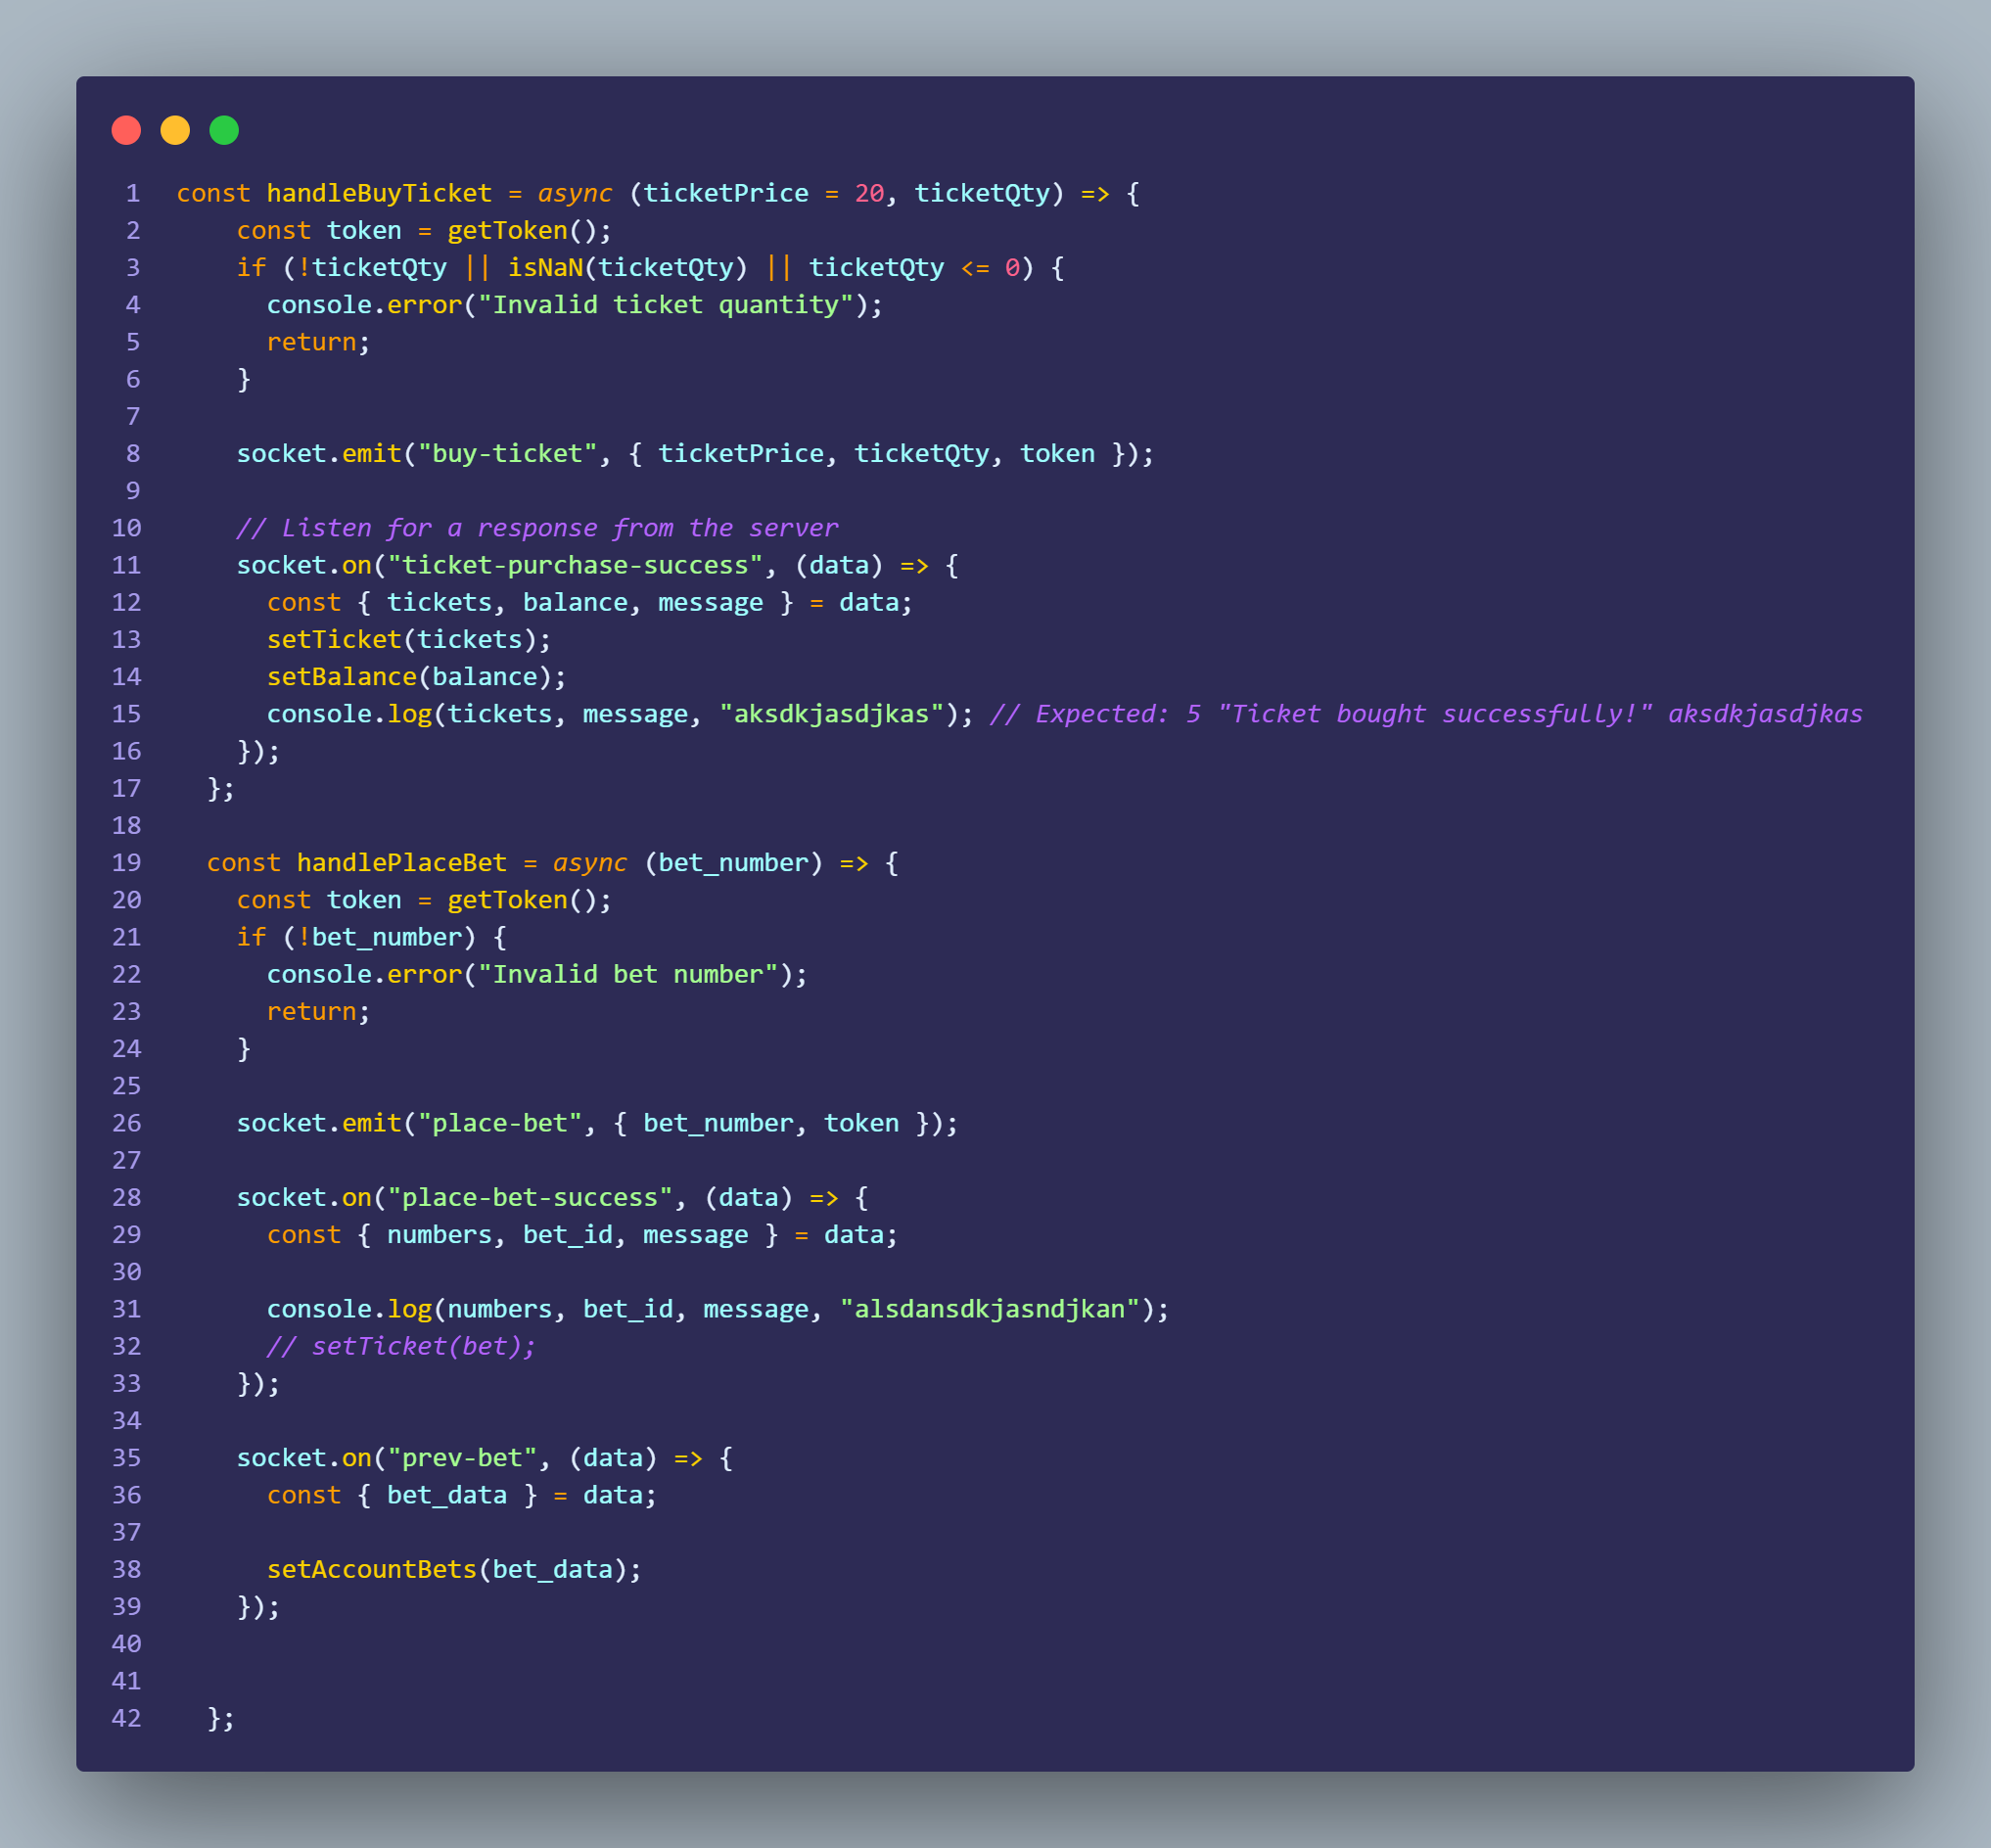 1 const handleBuyTicket = async (ticketPrice = 20, ticketQty) => {
2     const token = getToken();
3     if (!ticketQty || isNaN(ticketQty) || ticketQty <= 0) {
4       console.error("Invalid ticket quantity");
5       return;
6     }
7
8     socket.emit("buy-ticket", { ticketPrice, ticketQty, token });
9
10     // Listen for a response from the server
11     socket.on("ticket-purchase-success", (data) => {
12       const { tickets, balance, message } = data;
13       setTicket(tickets);
14       setBalance(balance);
15       console.log(tickets, message, "aksdkjasdjkas"); // Expected: 5 "Ticket bought successfully!" aksdkjasdjkas
16     });
17   };
18
19   const handlePlaceBet = async (bet_number) => {
20     const token = getToken();
21     if (!bet_number) {
22       console.error("Invalid bet number");
23       return;
24     }
25
26     socket.emit("place-bet", { bet_number, token });
27
28     socket.on("place-bet-success", (data) => {
29       const { numbers, bet_id, message } = data;
30
31       console.log(numbers, bet_id, message, "alsdansdkjasndjkan");
32       // setTicket(bet);
33     });
34
35     socket.on("prev-bet", (data) => {
36       const { bet_data } = data;
37
38       setAccountBets(bet_data);
39     });
40
41
42   };